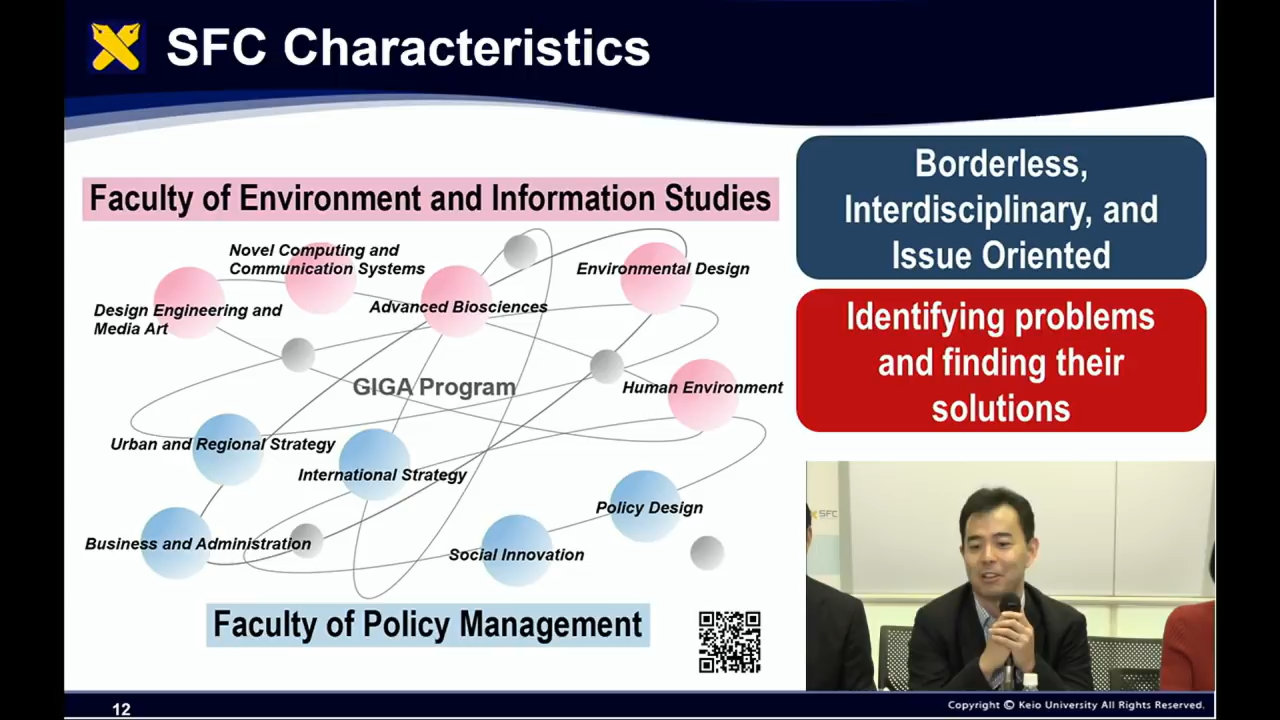 SFC Characteristics
Faculty of Environment and Information Studies
Novel Computing and
Communication Systems
Environmental Design
Design Engineering and
Media Art
Advanced Biosciences
GIGA Program
Human Environment
Urban and Regional Strategy
International Strategy
Policy Design
Business and Administration
Social Innovation
Faculty of Policy Management
Borderless,
Interdisciplinary, and
Issue Oriented
Identifying problems
and finding their
solutions
SFC
12
Copyright © Keio University All Rights Reserved.